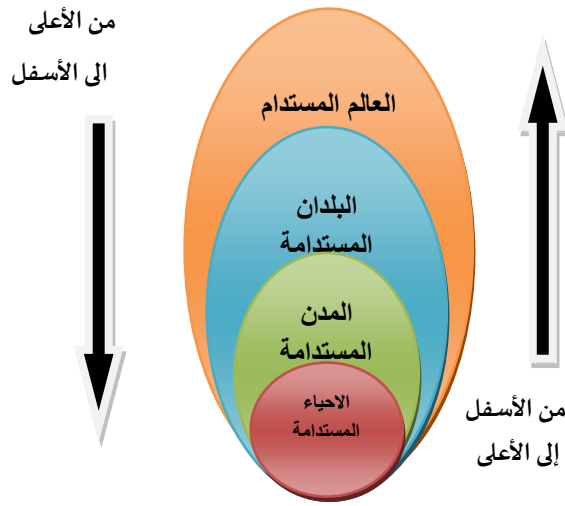 من الأعلى
الى الأسفل
العالم المستدام
البلدان
المستدامة
المدن
المستدامة
الاحياء
المستدامة
من الأسفل
إلى الأعلى